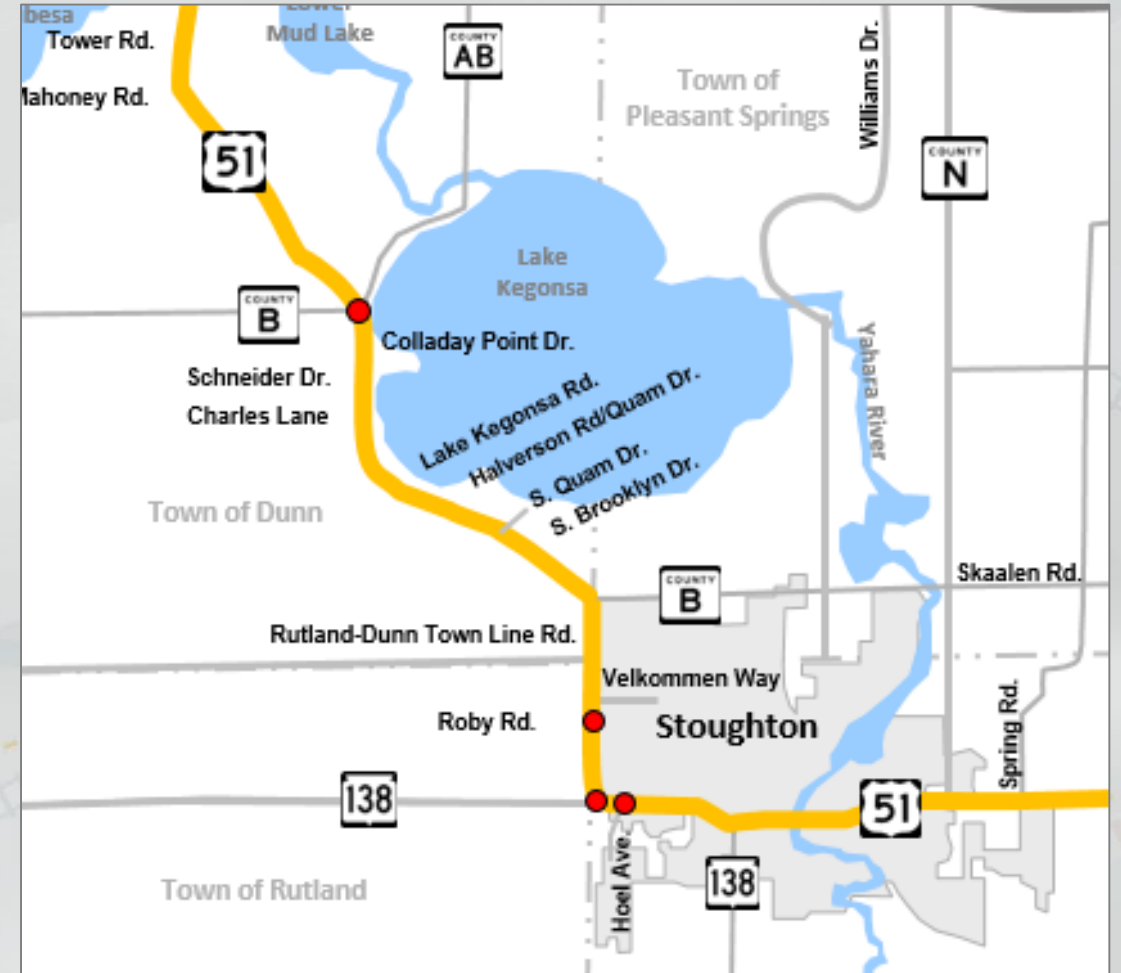 besa
Lower
Mud Lake
Tower Rd.
Mahoney Rd.
COUNTY
AB
Town of
Pleasant Springs
Williams Dr.
51
COUNTY
N
Lake
Kegonsa
COUNTY
B
Colladay Point Dr.
Schneider Dr.
Charles Lane
Lake Kegonsa Rd.
Halverson Rd/Quam Dr.
S. Quam Dr.
S. Brooklyn Dr.
Yahara River
Town of Dunn
COUNTY
B
Skaalen Rd.
Rutland-Dunn Town Line Rd.
Velkommen Way
Roby Rd.
Stoughton
Spring Rd.
138
51
Town of Rutland
Hoel Ave.
138